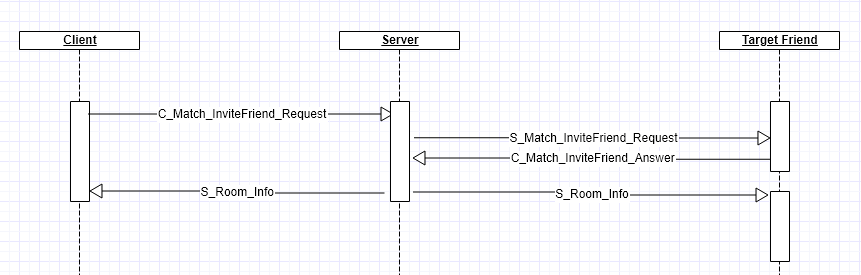 Client
Server
Target Friend
C_Match_InviteFriend_Request
S_Match_InviteFriend_Request
C_Match_InviteFriend_Answer
S_Room_Info
S_Room_Info